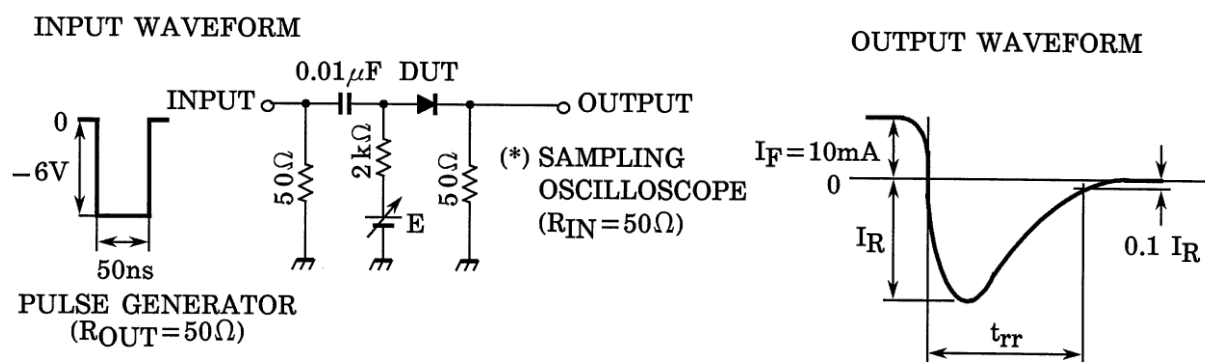 INPUT WAVEFORM
0
−6V
50ns
PULSE GENERATOR
(ROUT=50Ω)
0.01μF DUT
INPUT
OUTPUT
50Ω
2kΩ
E
50Ω
(*) SAMPLING
OSCILLOSCOPE
(RIN=50Ω)
OUTPUT WAVEFORM
IF=10mA
0
IR
0.1 IR
trr